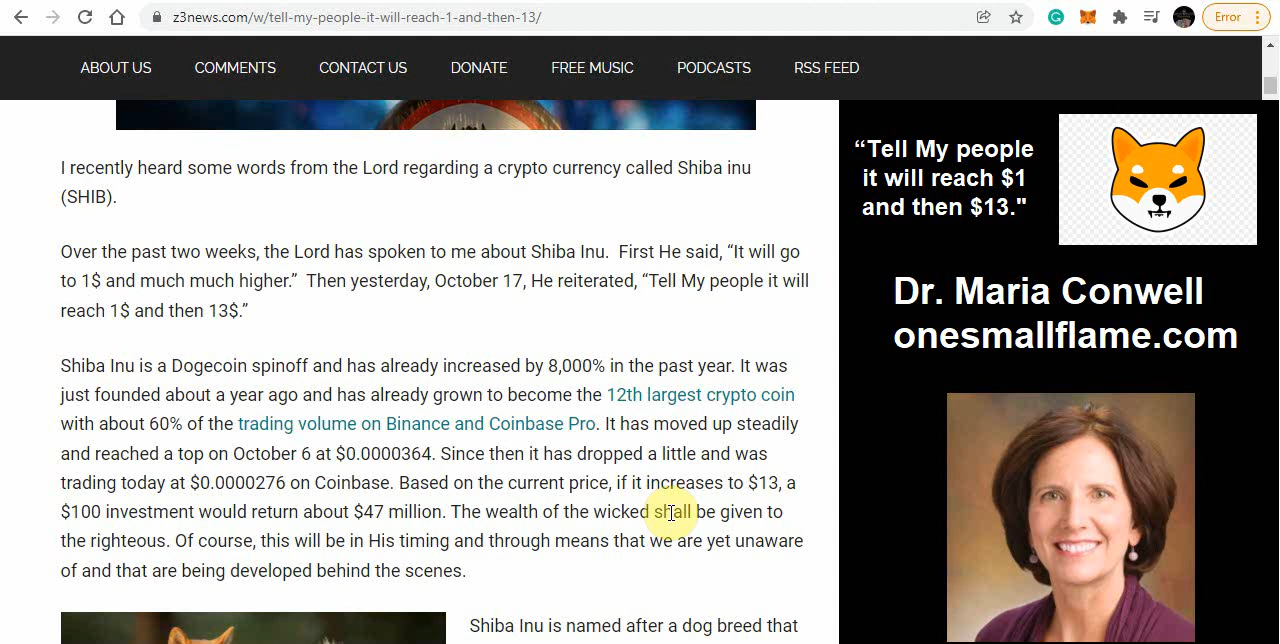 z3news.com/w/tell-my-people-it-will-reach-1-and-then-13/
Error
ABOUT US COMMENTS CONTACT US DONATE FREE MUSIC PODCASTS RSS FEED
I recently heard some words from the Lord regarding a crypto currency called Shiba inu
(SHIB).
Over the past two weeks, the Lord has spoken to me about Shiba Inu. First He said, “It will go
to 1$ and much much higher.” Then yesterday, October 17, He reiterated, “Tell My people it will
reach 1$ and then 13$.”
Shiba Inu is a Dogecoin spinoff and has already increased by 8,000% in the past year. It was
just founded about a year ago and has already grown to become the 12th largest crypto coin
with about 60% of the trading volume on Binance and Coinbase Pro. It has moved up steadily
and reached a top on October 6 at $0.0000364. Since then it has dropped a little and was
trading today at $0.0000276 on Coinbase. Based on the current price, if it increases to $13, a
$100 investment would return about $47 million. The wealth of the wicked shall be given to
the righteous. Of course, this will be in His timing and through means that we are yet unaware
of and that are being developed behind the scenes.
Shiba Inu is named after a dog breed that
“Tell My people
it will reach $1
and then $13."
Dr. Maria Conwell
onesmallflame.com